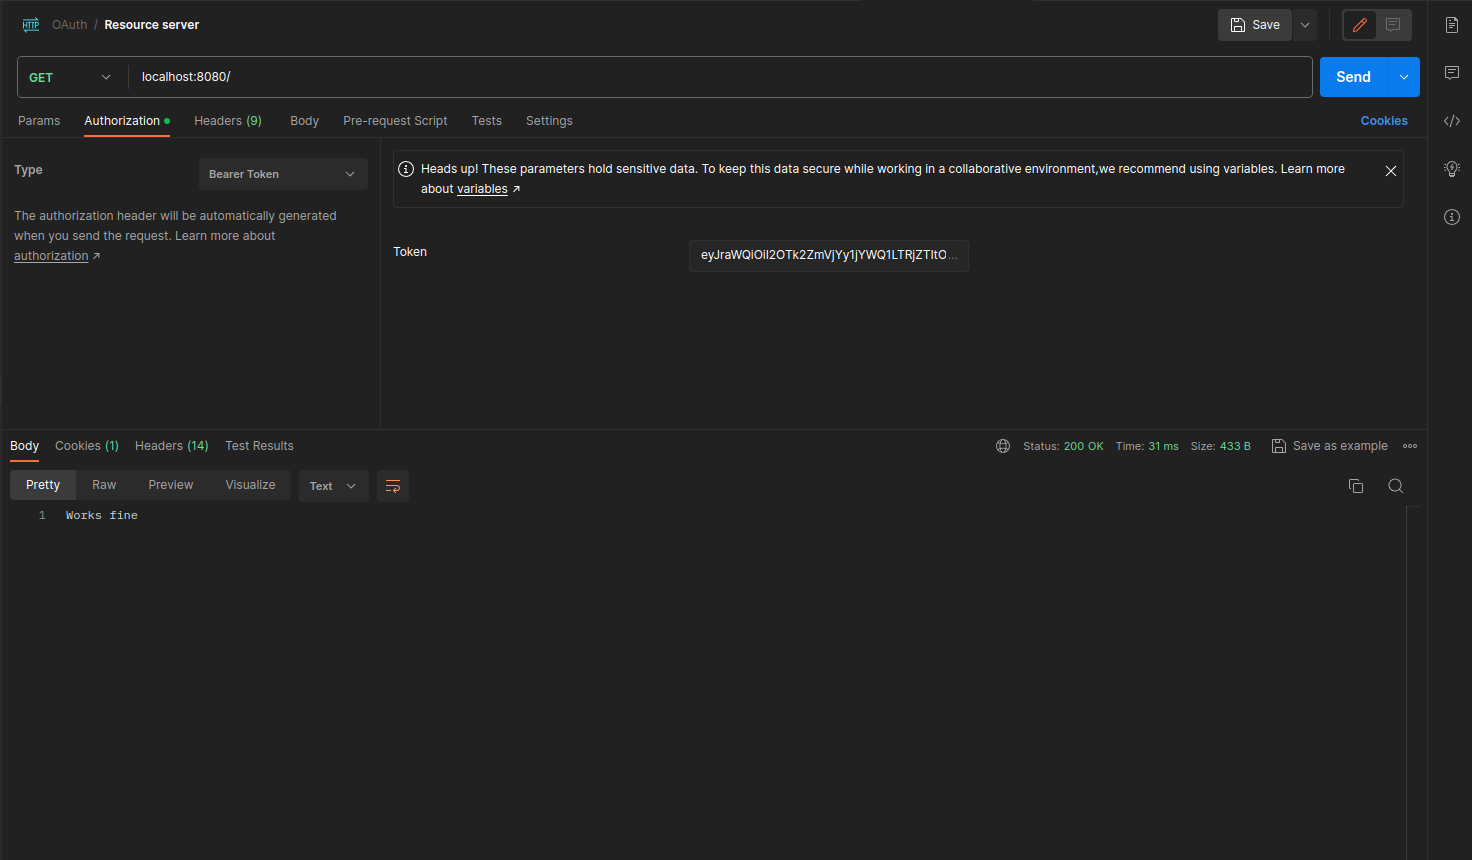 HTTP OAuth / Resource server Save
GET localhost:8080/ Send
Params Authorization Headers (9) Body Pre-request Script Tests Settings Cookies
Type Bearer Token
The authorization header will be automatically generated
when you send the request. Learn more about
authorization ↗
Heads up! These parameters hold sensitive data. To keep this data secure while working in a collaborative environment,we recommend using variables. Learn more
about variables ↗
Token eyJraWQiOiI2OTk2ZmVjYy1jYWQ1LTRjZTItO...
Body Cookies (1) Headers (14) Test Results Status: 200 OK Time: 31 ms Size: 433 B Save as example
Pretty Raw Preview Visualize Text
1 Works fine